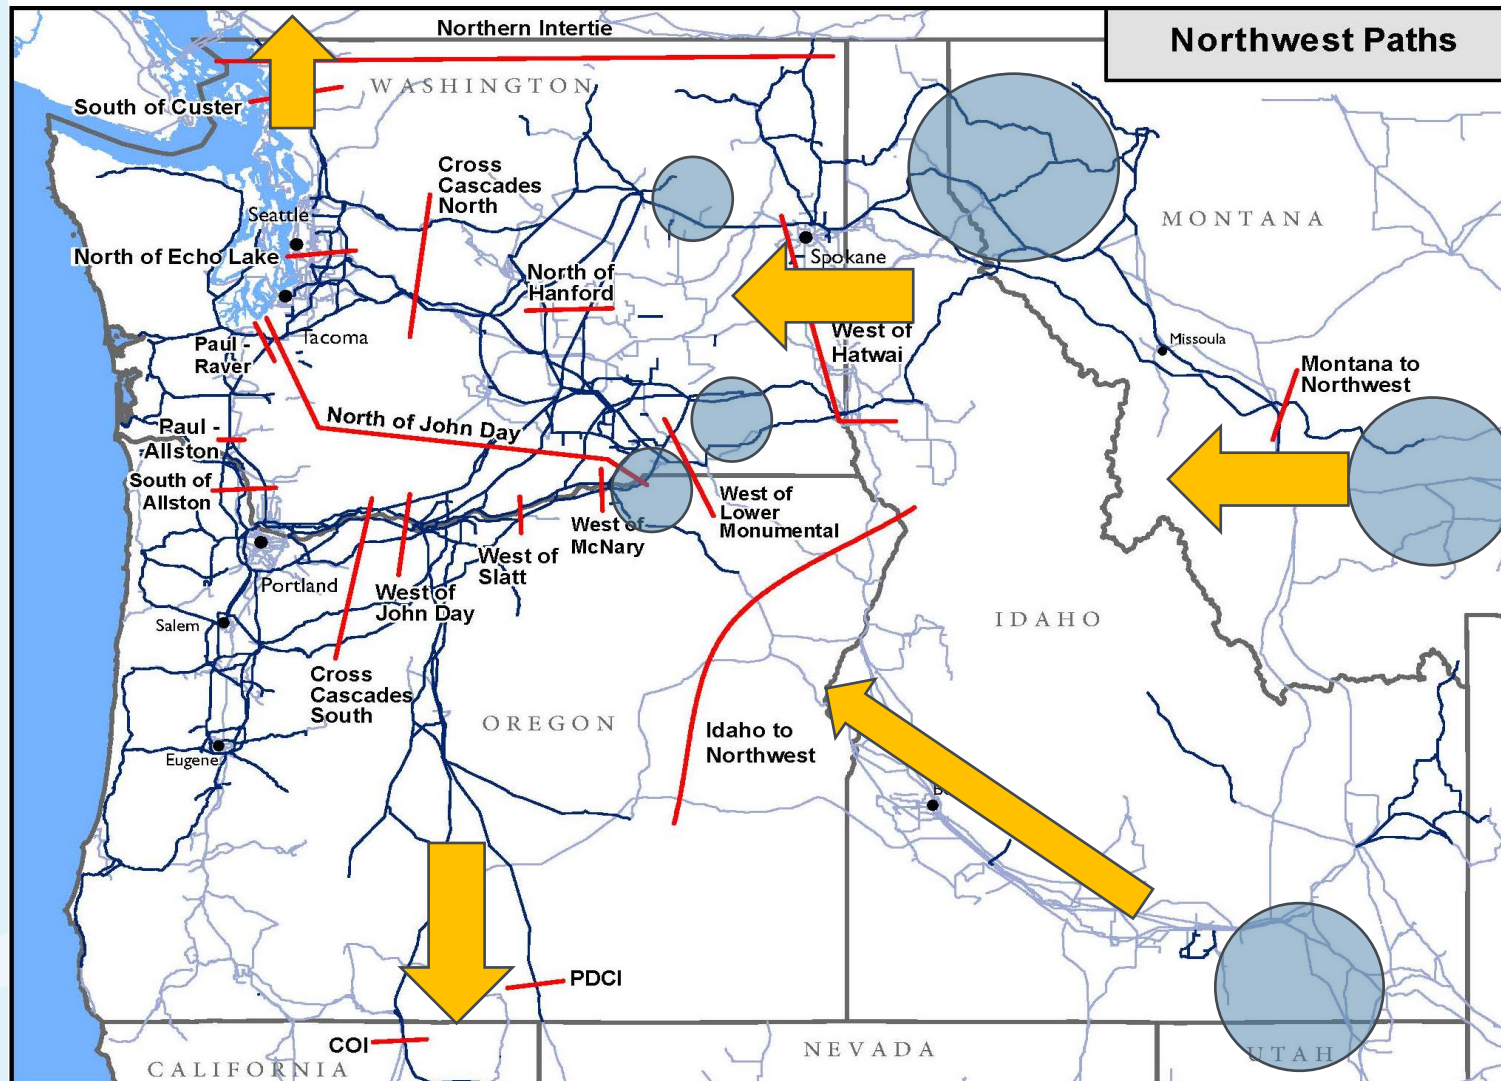 Northern Intertie
Northwest Paths
WASHINGTON
South of Custer
Cross
Cascades
North
Seattle
MONTANA
North of Echo Lake
Spokane
North of
Hanford
Tacoma
Paul -
Raver
West of
Hatwai
Missoula
Montana to
Northwest
North of John Day
Paul -
Allston
South of
Allston
West of
Lower
Monumental
West of
McNary
West of
Slatt
Portland
West of
John Day
Salem
IDAHO
Cross
Cascades
South
OREGON
Idaho to
Northwest
Eugene
PDCI
COI
CALIFORNIA
NEVADA
UTAH